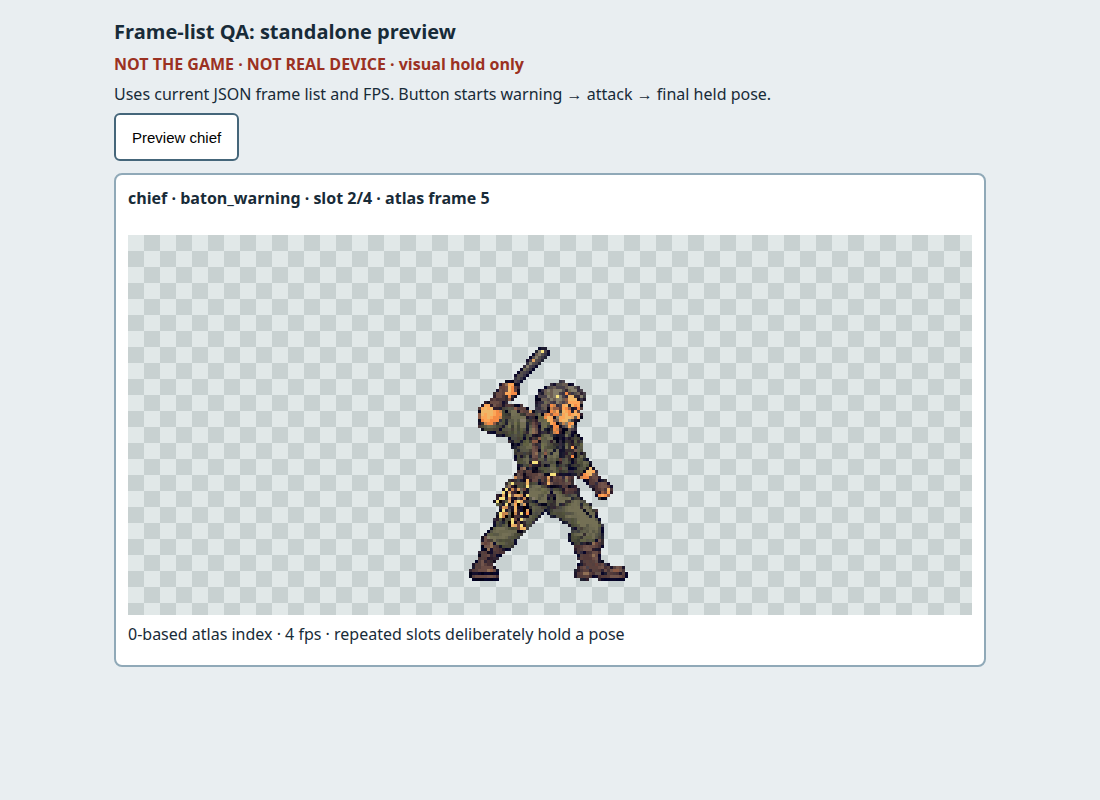 Frame-list QA: standalone preview
NOT THE GAME · NOT REAL DEVICE · visual hold only
Uses current JSON frame list and FPS. Button starts warning → attack → final held pose.
Preview chief
chief · baton_warning · slot 2/4 · atlas frame 5
0-based atlas index · 4 fps · repeated slots deliberately hold a pose